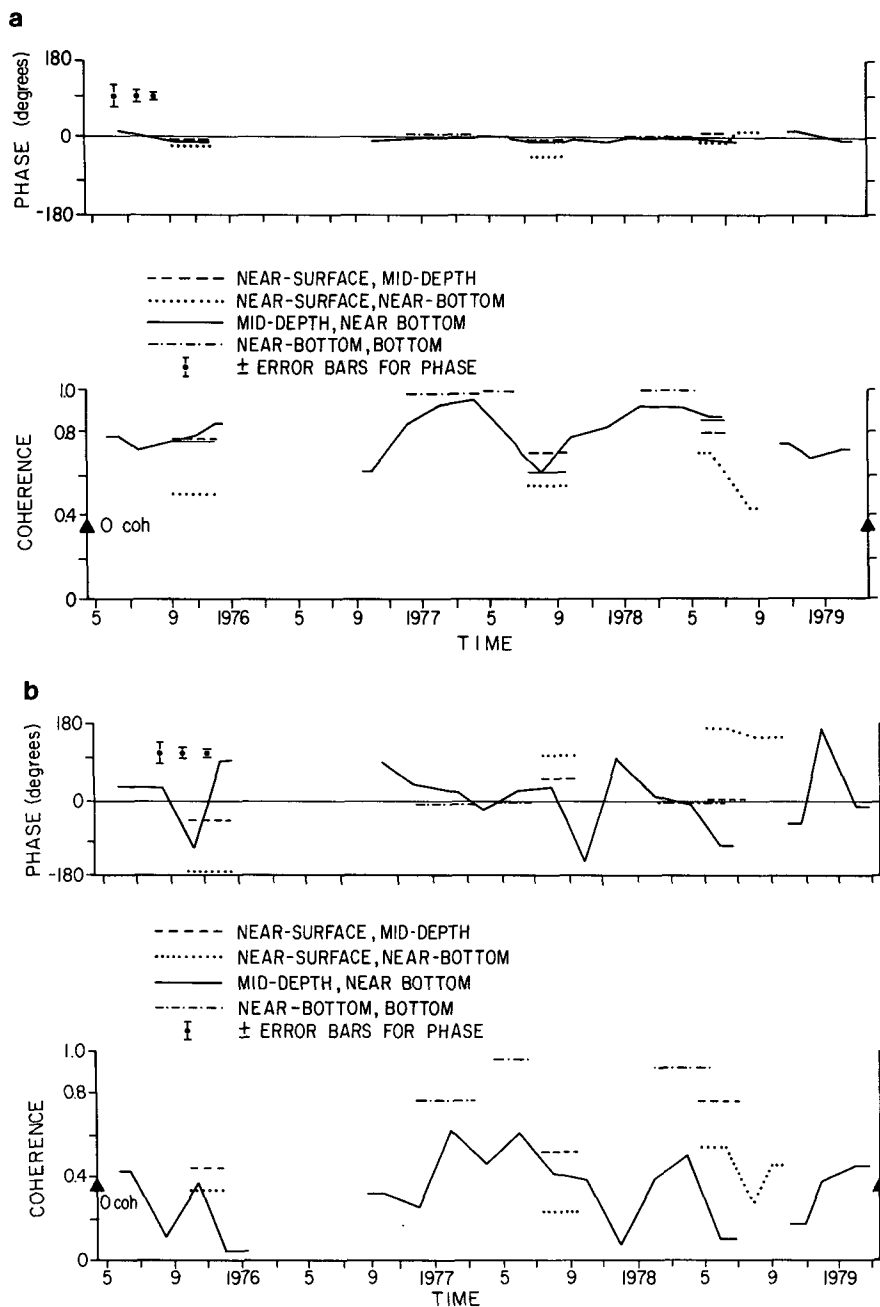 a
180
0
-180
PHASE (degrees)
NEAR-SURFACE, MID-DEPTH
NEAR-SURFACE, NEAR-BOTTOM
MID-DEPTH, NEAR BOTTOM
NEAR-BOTTOM, BOTTOM
± ERROR BARS FOR PHASE
1.0
0.8
0.4
0
COHERENCE
0 coh
5 9 1976 5 9 1977 5 9 1978 5 9 1979
TIME
b
180
0
-180
PHASE (degrees)
NEAR-SURFACE, MID-DEPTH
NEAR-SURFACE, NEAR-BOTTOM
MID-DEPTH, NEAR BOTTOM
NEAR-BOTTOM, BOTTOM
± ERROR BARS FOR PHASE
1.0
0.8
0.4
0
COHERENCE
0 coh
5 9 1976 5 9 1977 5 9 1978 5 9 1979
TIME